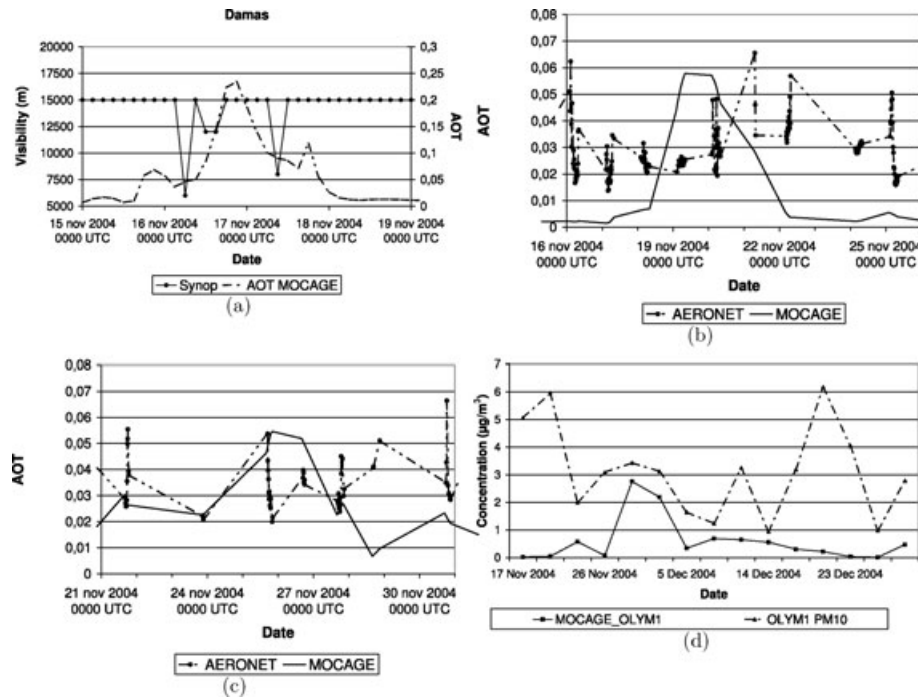 Damas
20000
17500
15000
12500
10000
7500
5000
0,3
0,25
0,2
0,15
0,1
0,05
0
Visibility (m)
AOT
15 nov 2004 16 nov 2004 17 nov 2004 18 nov 2004 19 nov 2004
0000 UTC 0000 UTC 0000 UTC 0000 UTC 0000 UTC
Date
Synop AOT MOCAGE
(a)
0,08
0,07
0,06
0,05
0,04
0,03
0,02
0,01
0
AOT
16 nov 2004 19 nov 2004 22 nov 2004 25 nov 2004
0000 UTC 0000 UTC 0000 UTC 0000 UTC
Date
AERONET MOCAGE
(b)
0,08
0,07
0,06
0,05
0,04
0,03
0,02
0,01
0
AOT
21 nov 2004 24 nov 2004 27 nov 2004 30 nov 2004
0000 UTC 0000 UTC 0000 UTC 0000 UTC
Date
AERONET MOCAGE
(c)
7
6
5
4
3
2
1
0
Concentration (µg/m³)
17 Nov 2004 26 Nov 2004 5 Dec 2004 14 Dec 2004 23 Dec 2004
Date
MOCAGE_OLYM1 OLYM1 PM10
(d)